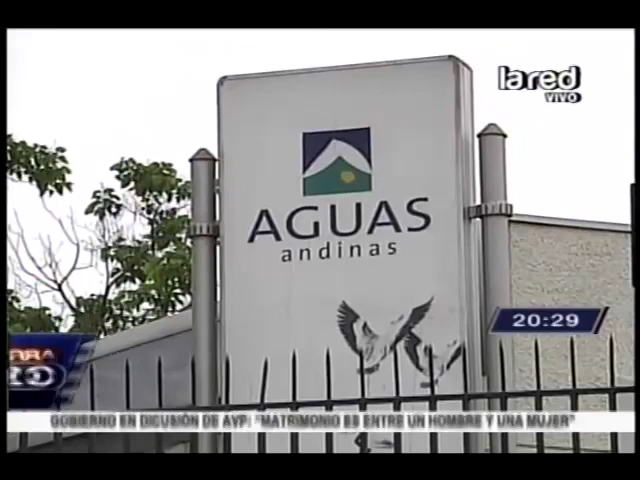 lared
VIVO
AGUAS
andinas
20:29
GOBIERNO EN DICUSIÓN DE AVP: "MATRIMONIO ES ENTRE UN HOMBRE Y UNA MUJER"